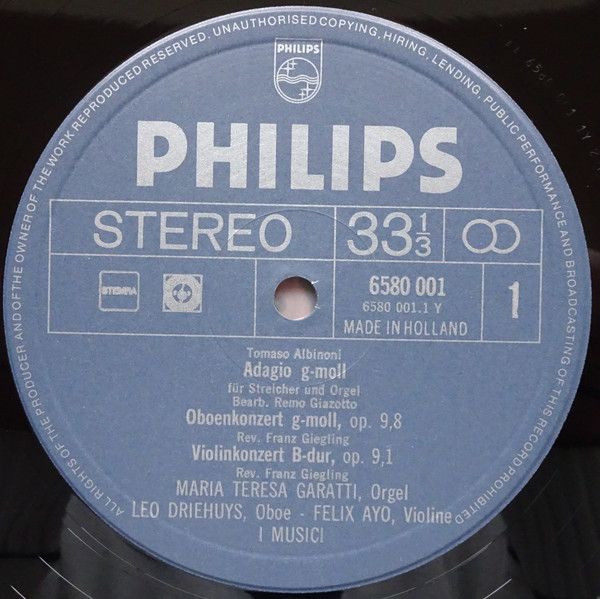 ALL RIGHTS OF THE PRODUCER AND OF THE OWNER OF THE WORK REPRODUCED RESERVED. UNAUTHORISED COPYING, HIRING, LENDING, PUBLIC PERFORMANCE AND BROADCASTING OF THIS RECORD PROHIBITED
PHILIPS
PHILIPS
STEREO 33 1/3
STEMRA
6580 001 1
6580 001.1 Y
MADE IN HOLLAND
Tomaso Albinoni
Adagio g-moll
für Streicher und Orgel
Bearb. Remo Giazotto
Oboenkonzert g-moll, op. 9,8
Rev. Franz Giegling
Violinkonzert B-dur, op. 9,1
Rev. Franz Giegling
MARIA TERESA GARATTI, Orgel
LEO DRIEHUYS, Oboe - FELIX AYO, Violine
I MUSICI